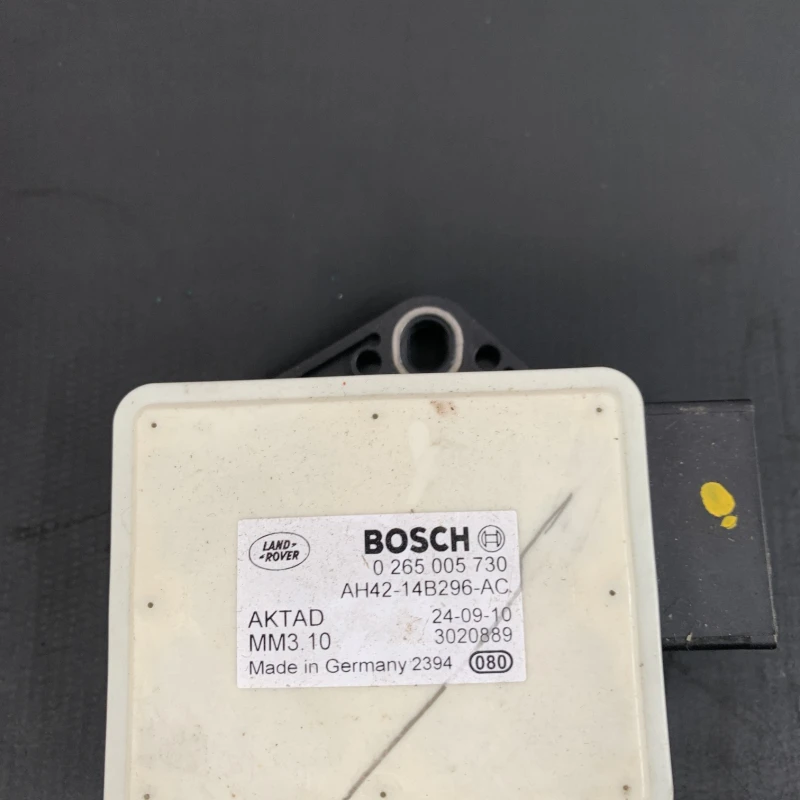 LAND-
-ROVER
BOSCH
0 265 005 730
AH42-14B296-AC
AKTAD 24-09-10
MM3.10 3020889
Made in Germany 2394 080